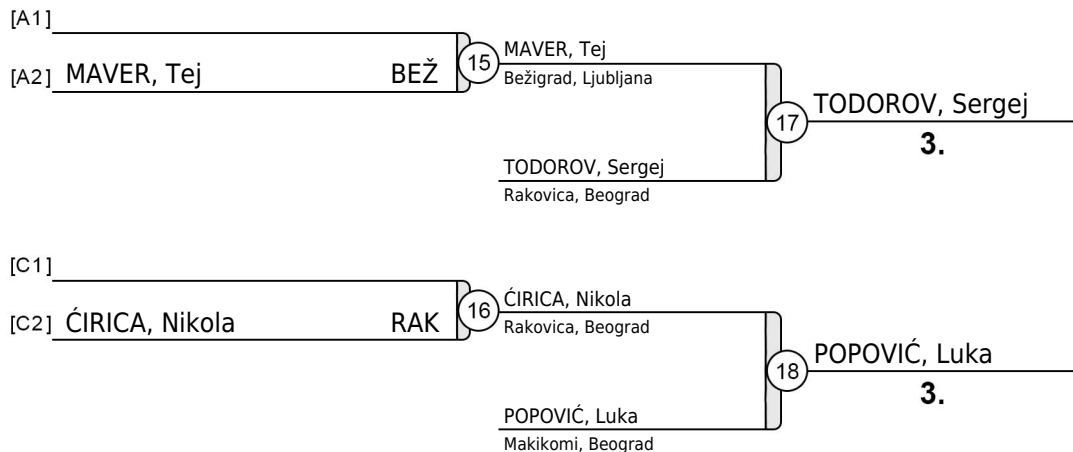 [A1]
[A2] MAVER, Tej BEŽ
15
MAVER, Tej
Bežigrad, Ljubljana
17
TODOROV, Sergej
3.
TODOROV, Sergej
Rakovica, Beograd
[C1]
[C2] ĆIRICA, Nikola RAK
16
ĆIRICA, Nikola
Rakovica, Beograd
18
POPOVIĆ, Luka
3.
POPOVIĆ, Luka
Makikomi, Beograd